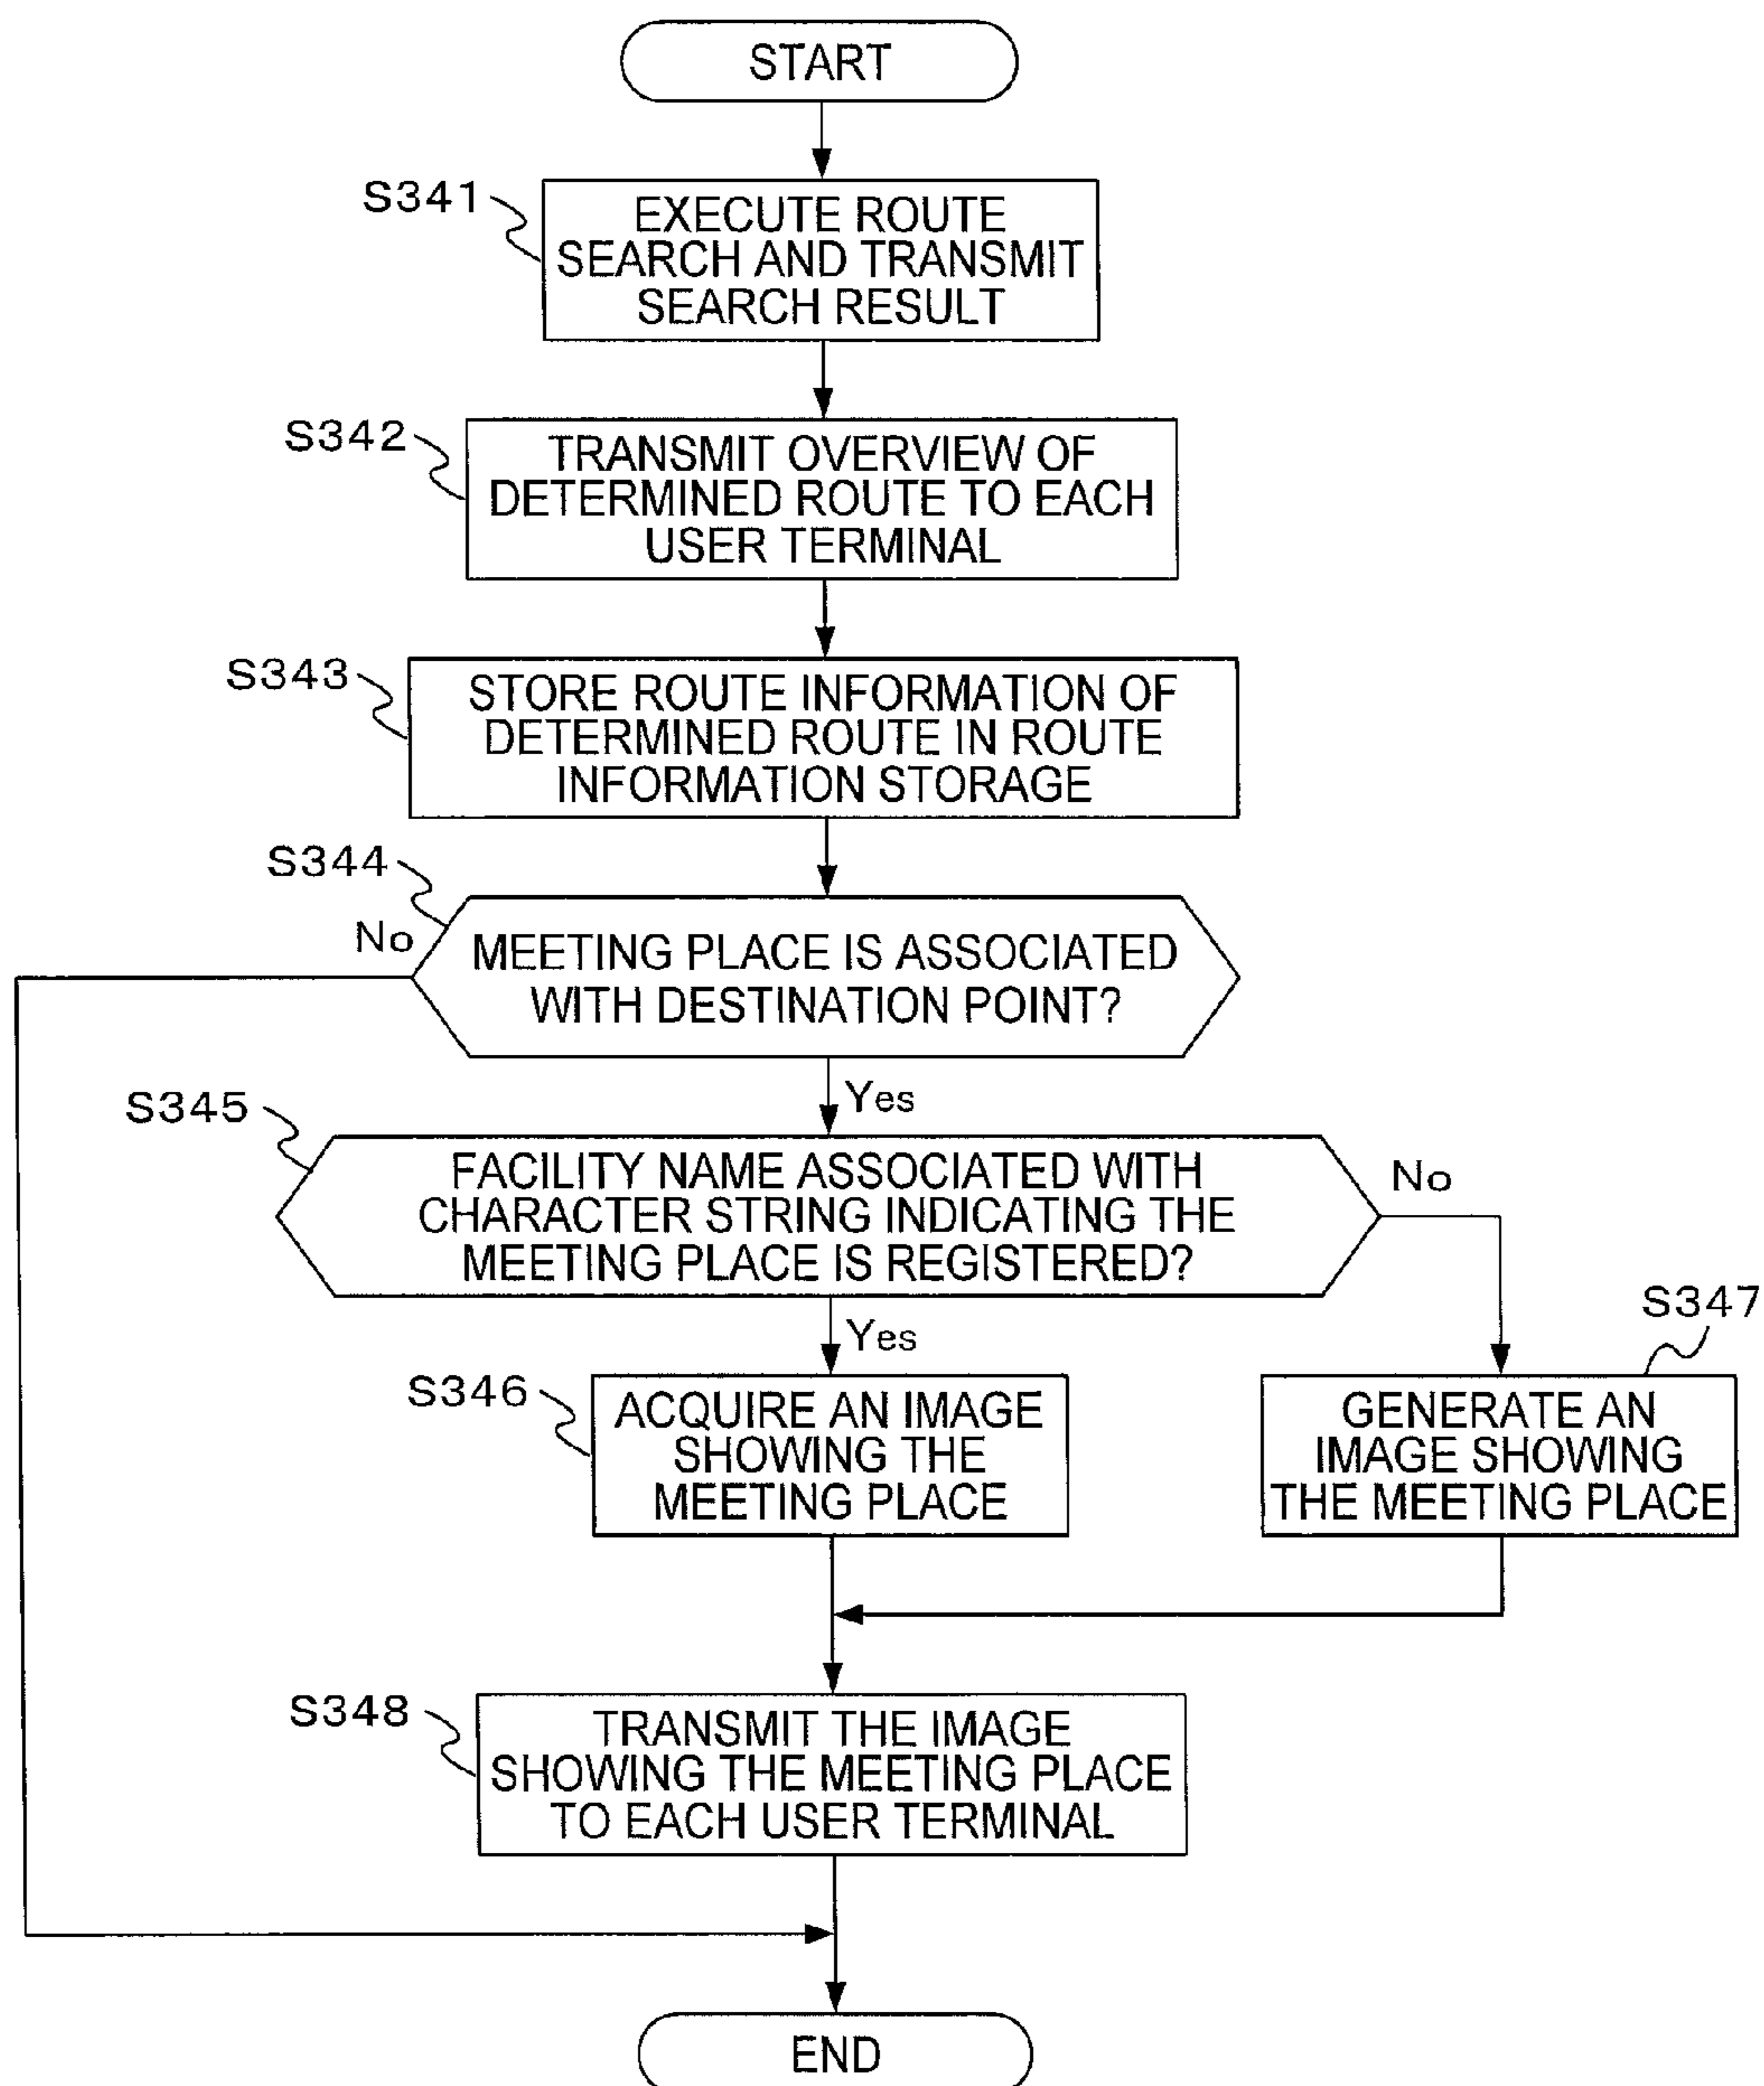 START
S341
EXECUTE ROUTE
SEARCH AND TRANSMIT
SEARCH RESULT
S342
TRANSMIT OVERVIEW OF
DETERMINED ROUTE TO EACH
USER TERMINAL
S343
STORE ROUTE INFORMATION OF
DETERMINED ROUTE IN ROUTE
INFORMATION STORAGE
S344
No
MEETING PLACE IS ASSOCIATED
WITH DESTINATION POINT?
Yes
S345
FACILITY NAME ASSOCIATED WITH
CHARACTER STRING INDICATING THE
MEETING PLACE IS REGISTERED?
No
Yes
S346
ACQUIRE AN IMAGE
SHOWING THE
MEETING PLACE
S347
GENERATE AN
IMAGE SHOWING
THE MEETING PLACE
S348
TRANSMIT THE IMAGE
SHOWING THE MEETING PLACE
TO EACH USER TERMINAL
END